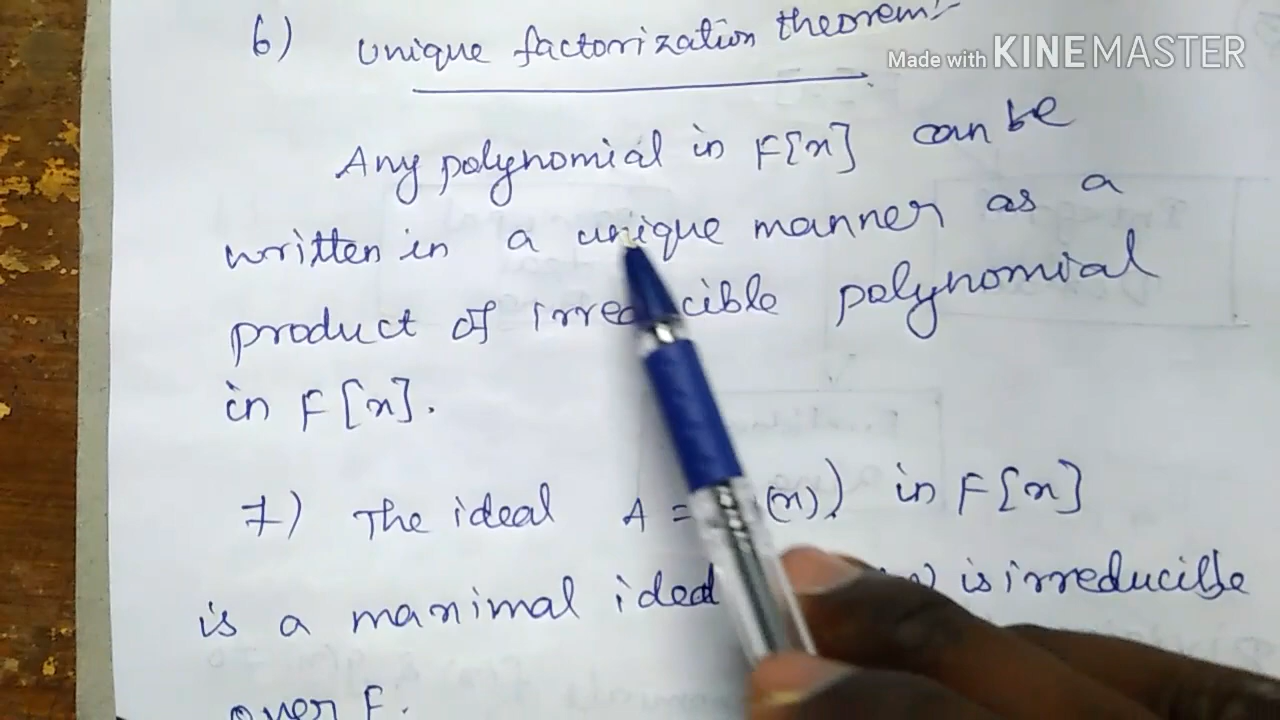 6) Unique factorization theorem:-
Made with KINEMASTER
Any polynomial in F[x] can be
written in a unique manner as a
product of irreducible polynomial
in F[x].
7) The ideal A = (x)) in F[x]
is a maximal ideal is irreducible
over F.